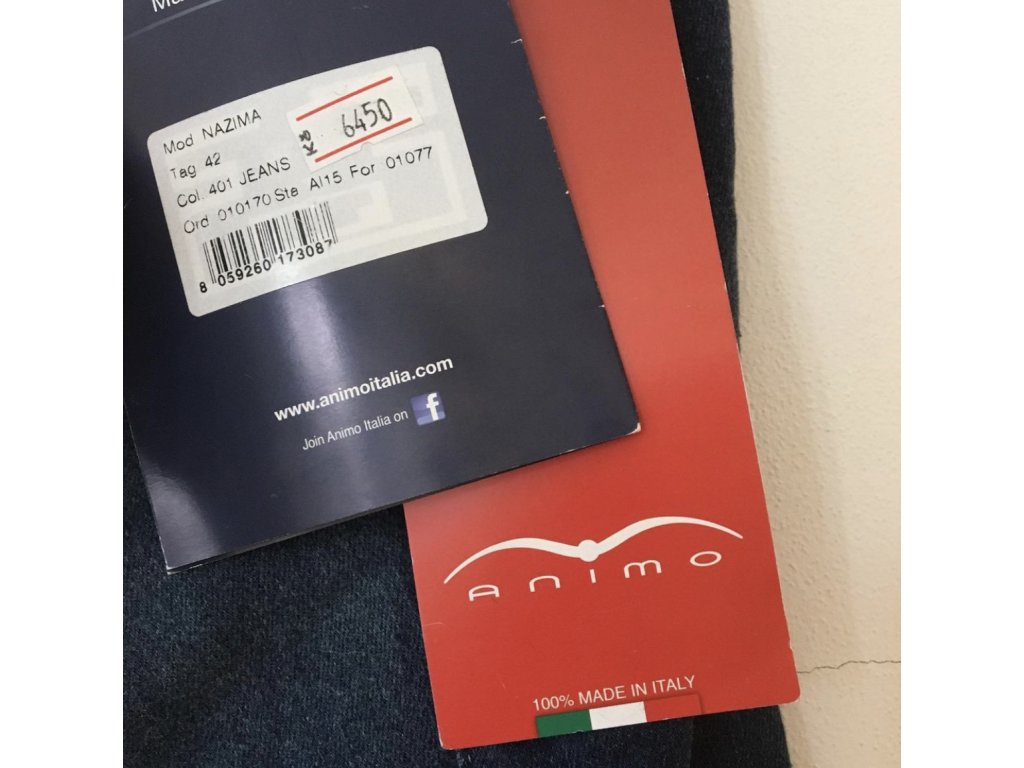 Ma
Mod NAZIMA
Tag 42
Col. 401 JEANS
Ord 010170 Ste AI15 For 01077
8 059260 173087
Kč 6450
www.animoitalia.com
Join Animo Italia on f
ANIMO
100% MADE IN ITALY